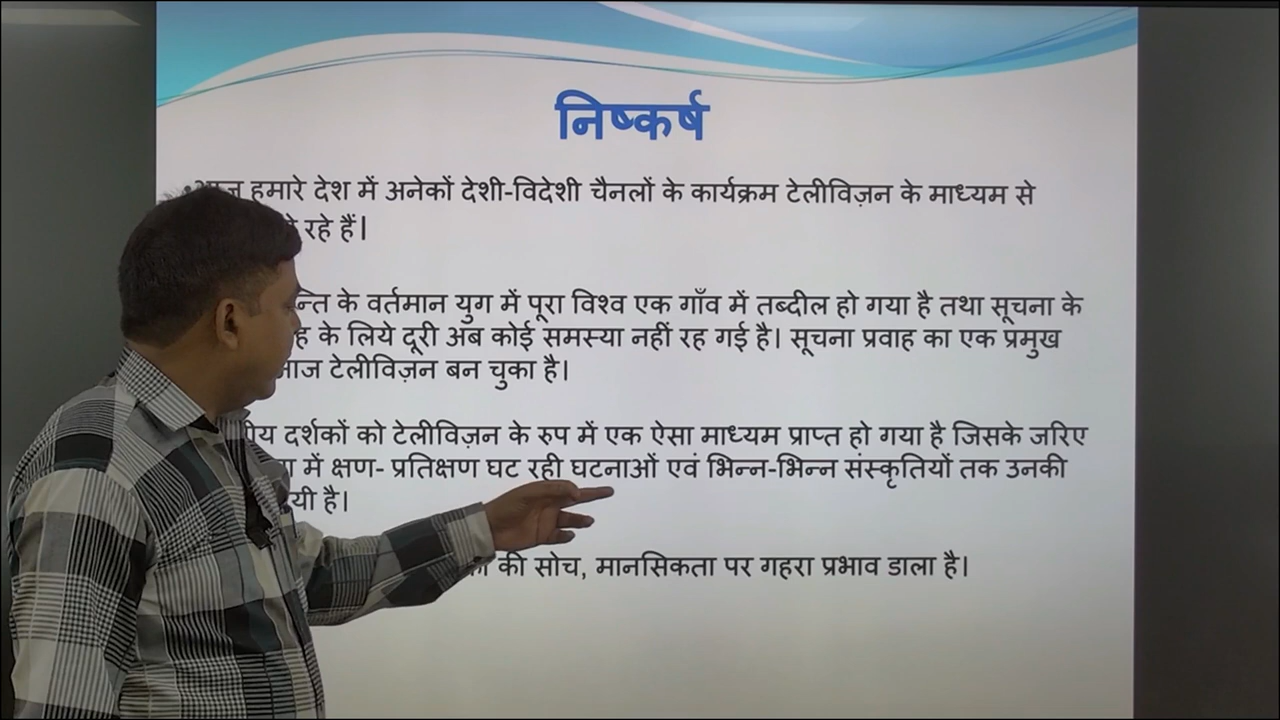 निष्कर्ष
आज हमारे देश में अनेकों देशी-विदेशी चैनलों के कार्यक्रम टेलीविज़न के माध्यम से
रहे हैं।
के वर्तमान युग में पूरा विश्व एक गाँव में तब्दील हो गया है तथा सूचना के
के लिये दूरी अब कोई समस्या नहीं रह गई है। सूचना प्रवाह का एक प्रमुख
आज टेलीविज़न बन चुका है।
दर्शकों को टेलीविज़न के रुप में एक ऐसा माध्यम प्राप्त हो गया है जिसके जरिए
में क्षण- प्रतिक्षण घट रही घटनाओं एवं भिन्न-भिन्न संस्कृतियों तक उनकी
है।
की सोच, मानसिकता पर गहरा प्रभाव डाला है।